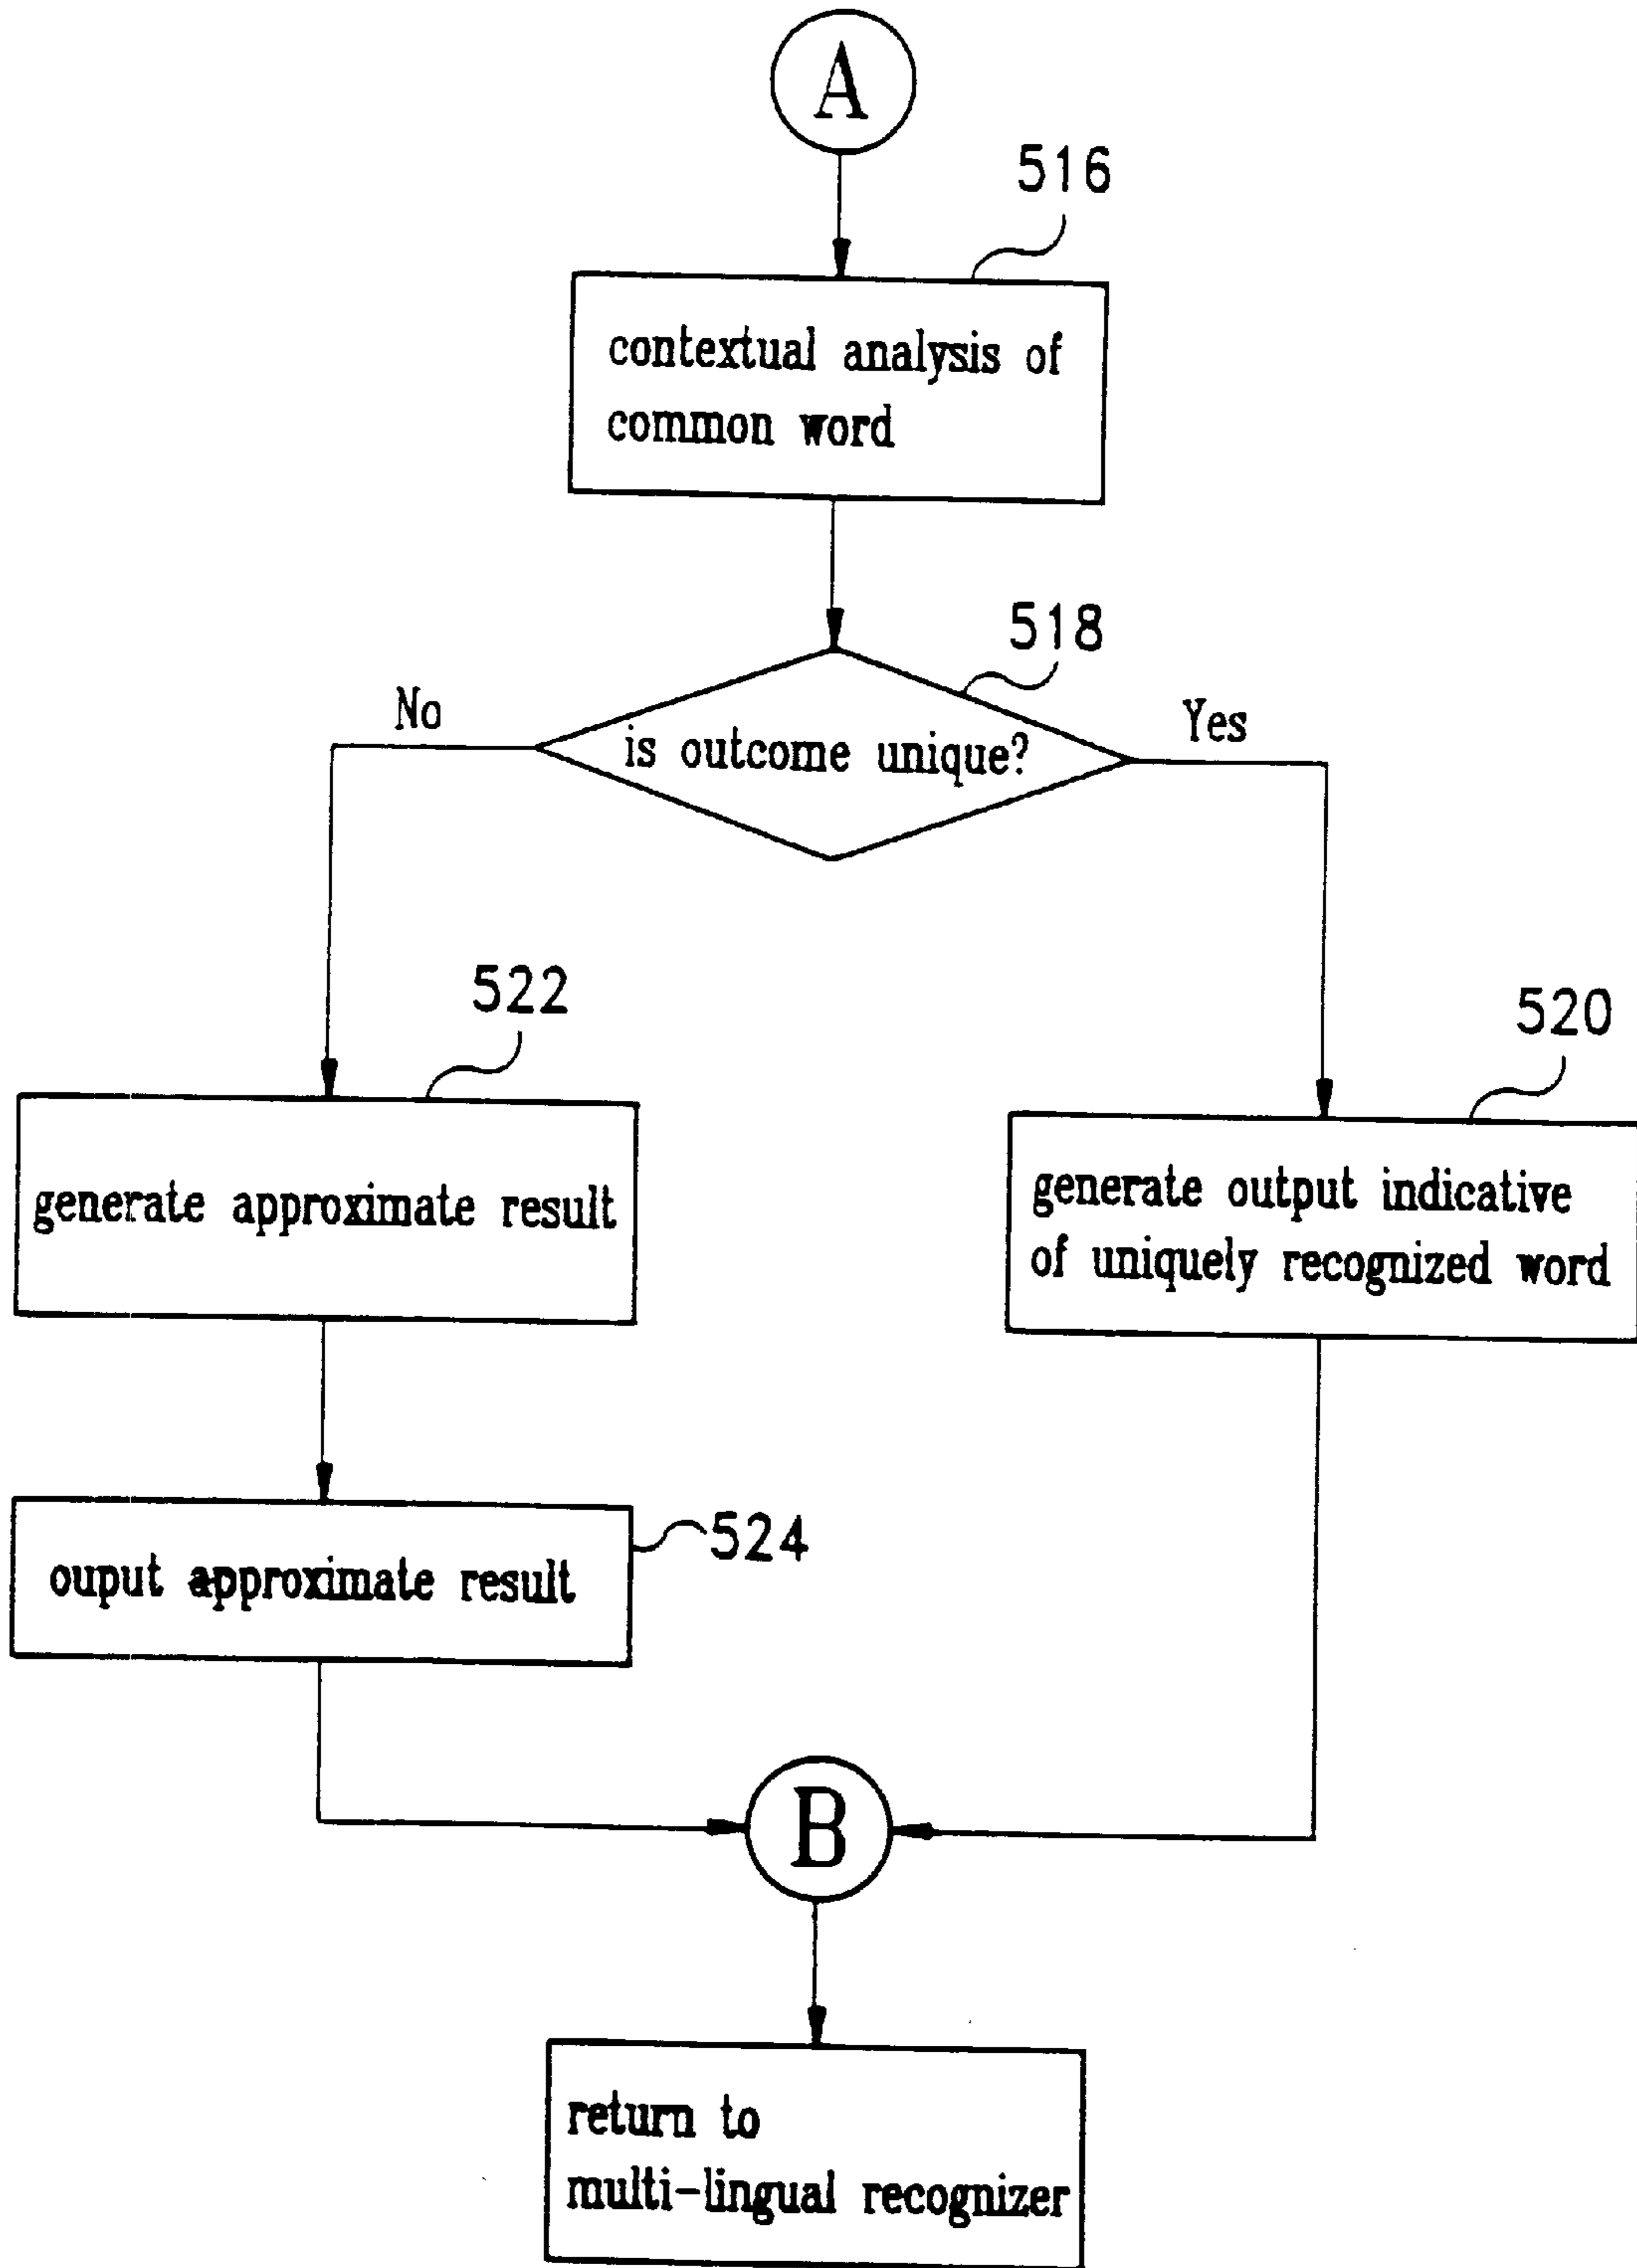 A
516
contextual analysis of
common word
518
No
is outcome unique?
Yes
522
520
generate approximate result
generate output indicative
of uniquely recognized word
ouput approximate result
524
B
return to
multi-lingual recognizer